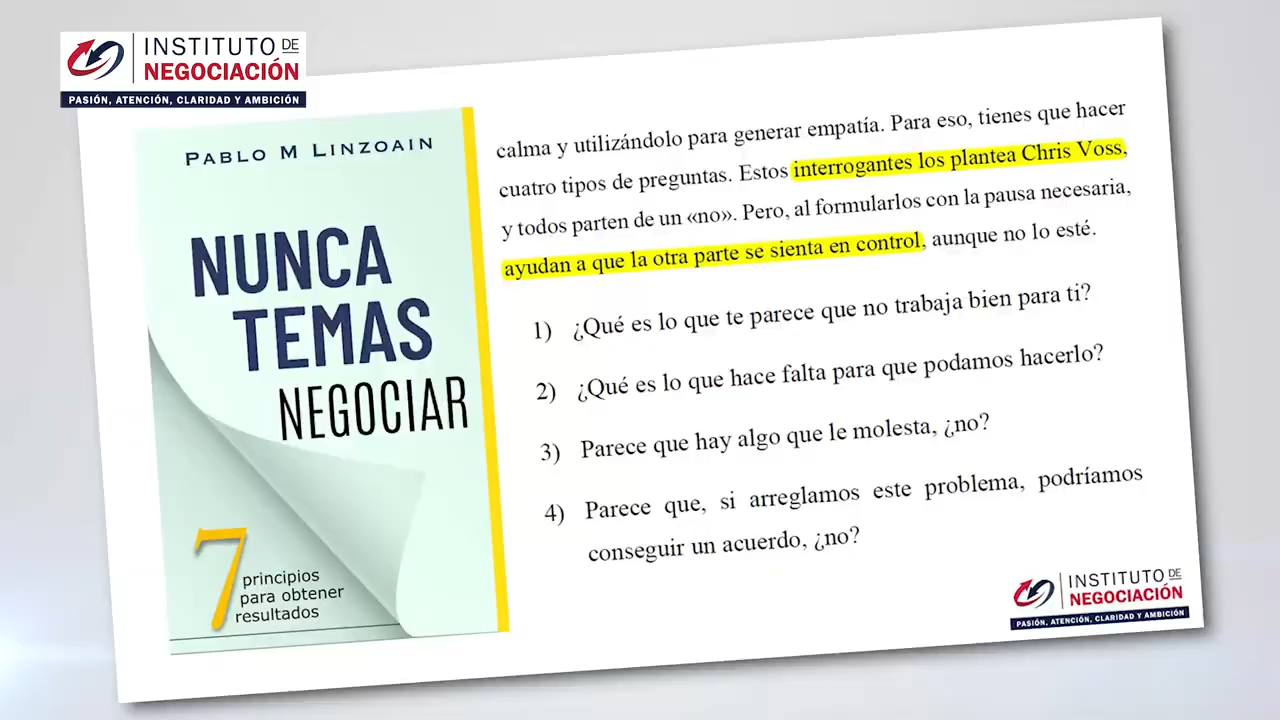 INSTITUTO DE
NEGOCIACIÓN
PASIÓN, ATENCIÓN, CLARIDAD Y AMBICIÓN
PABLO M LINZOAIN
NUNCA
TEMAS
NEGOCIAR
7
principios
para obtener
resultados
calma y utilizándolo para generar empatía. Para eso, tienes que hacer
cuatro tipos de preguntas. Estos interrogantes los plantea Chris Voss,
y todos parten de un «no». Pero, al formularlos con la pausa necesaria,
ayudan a que la otra parte se sienta en control, aunque no lo esté.
1) ¿Qué es lo que te parece que no trabaja bien para ti?
2) ¿Qué es lo que hace falta para que podamos hacerlo?
3) Parece que hay algo que le molesta, ¿no?
4) Parece que, si arreglamos este problema, podríamos
conseguir un acuerdo, ¿no?
INSTITUTO DE
NEGOCIACIÓN
PASIÓN, ATENCIÓN, CLARIDAD Y AMBICIÓN